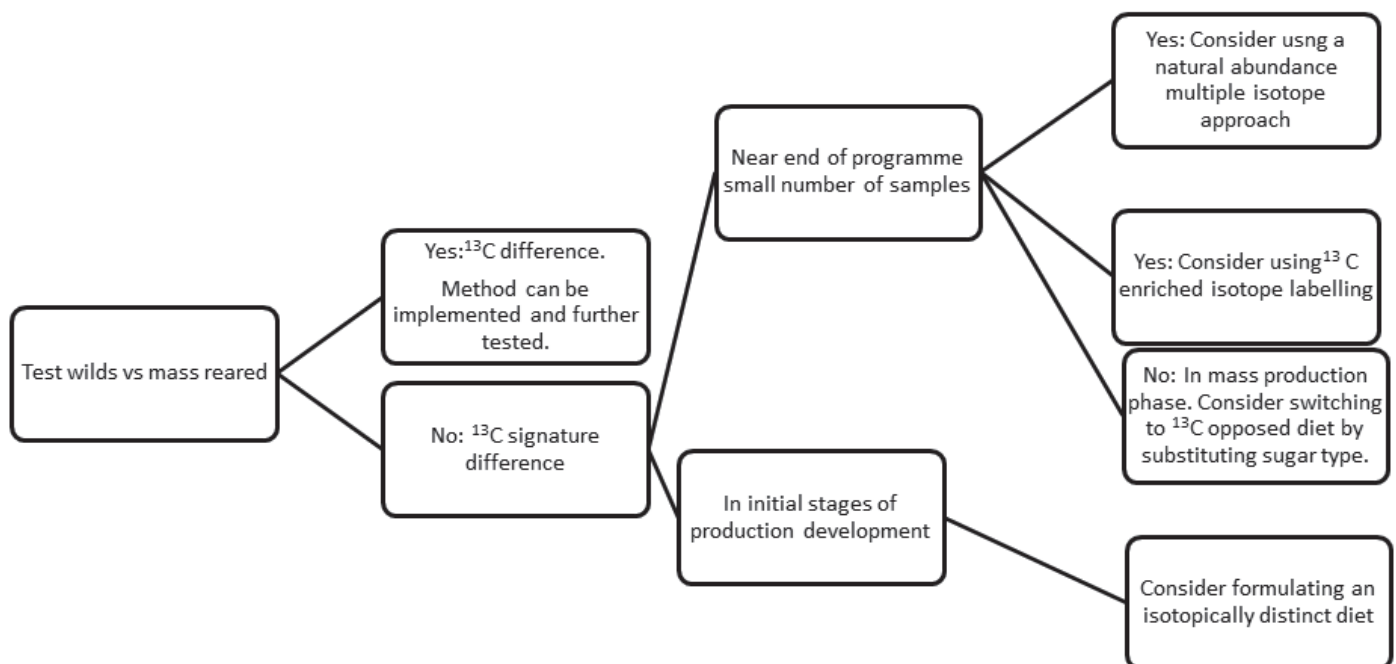 Test wilds vs mass reared
Yes:¹³C difference.
Method can be
implemented and further
tested.
No: ¹³C signature
difference
Near end of programme
small number of samples
In initial stages of
production development
Yes: Consider usng a
natural abundance
multiple isotope
approach
Yes: Consider using¹³ C
enriched isotope labelling
No: In mass production
phase. Consider switching
to ¹³C opposed diet by
substituting sugar type.
Consider formulating an
isotopically distinct diet